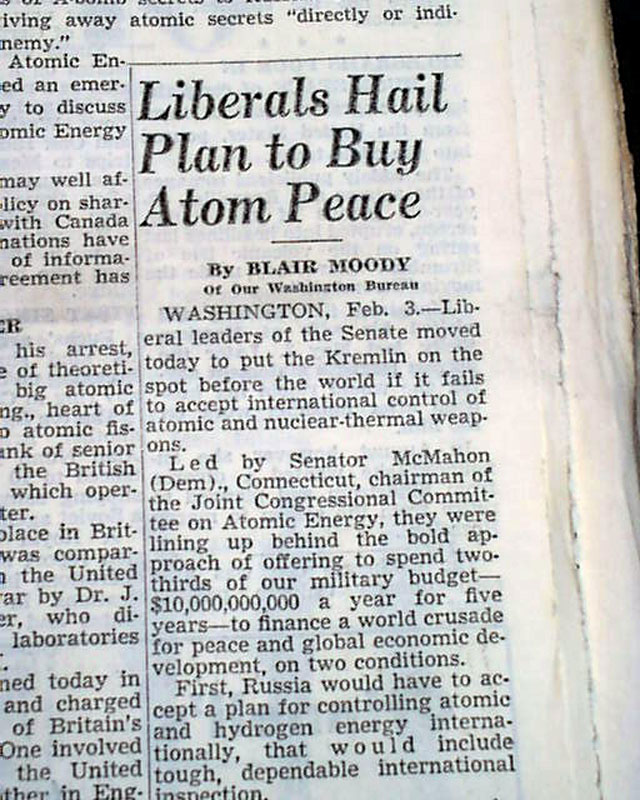 iving away atomic secrets "directly or indi-
nemy."
Atomic En-
ed an emer-
y to discuss
omic Energy
may well af-
licy on shar-
with Canada
nations have
of informa-
reement has
ER
his arrest,
e of theoreti-
big atomic
ng., heart of
o atomic fis-
ank of senior
the British
which oper-
ter.
place in Brit-
was compar-
n the United
war by Dr. J.
er, who di-
laboratories
ned today in
and charged
of Britain's
One involved
the United
ther in Eng-
Liberals Hail
Plan to Buy
Atom Peace
By BLAIR MOODY
Of Our Washington Bureau
WASHINGTON, Feb. 3.—Lib-
eral leaders of the Senate moved
today to put the Kremlin on the
spot before the world if it fails
to accept international control of
atomic and nuclear-thermal weap-
ons.
Led by Senator McMahon
(Dem)., Connecticut, chairman of
the Joint Congressional Commit-
tee on Atomic Energy, they were
lining up behind the bold ap-
proach of offering to spend two-
thirds of our military budget—
$10,000,000,000 a year for five
years—to finance a world crusade
for peace and global economic de-
velopment, on two conditions.
First, Russia would have to ac-
cept a plan for controlling atomic
and hydrogen energy interna-
tionally, that would include
tough, dependable international
inspection.